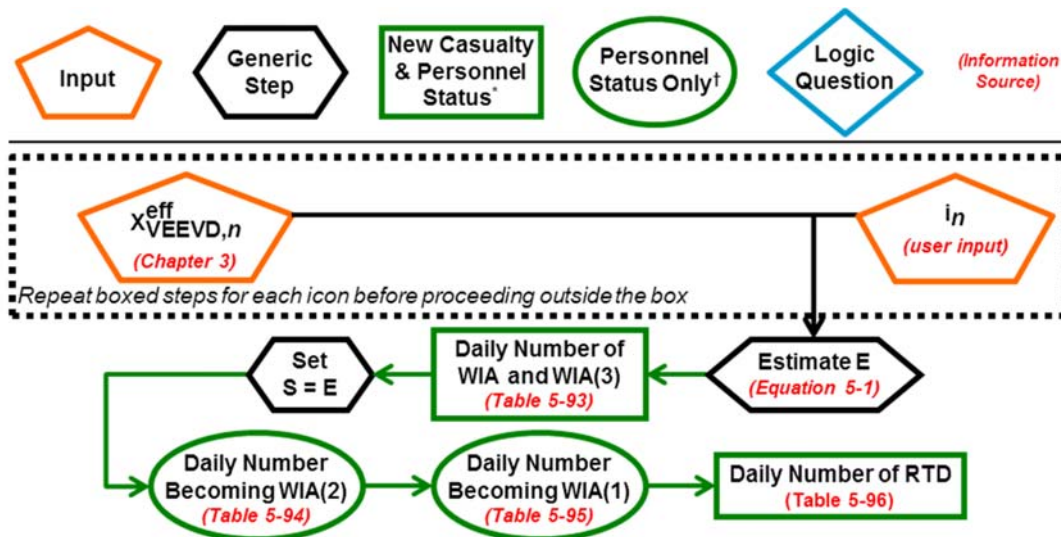 Input
Generic
Step
New Casualty
& Personnel
Status*
Personnel
Status Only†
Logic
Question
(Information
Source)
X^eff_VEEVD,n
(Chapter 3)
i_n
(user input)
Repeat boxed steps for each icon before proceeding outside the box
Set
S = E
Daily Number of
WIA and WIA(3)
(Table 5-93)
Estimate E
(Equation 5-1)
Daily Number
Becoming WIA(2)
(Table 5-94)
Daily Number
Becoming WIA(1)
(Table 5-95)
Daily Number of RTD
(Table 5-96)